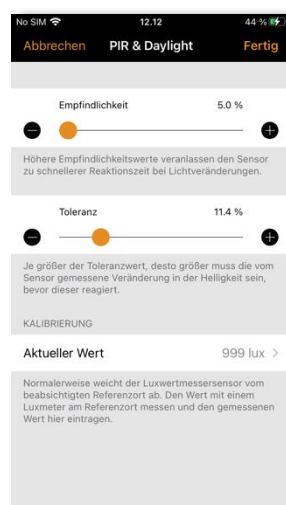 No SIM 12.12 44 %
Abbrechen PIR & Daylight Fertig
Empfindlichkeit 5.0 %
Höhere Empfindlichkeitswerte veranlassen den Sensor
zu schnellerer Reaktionszeit bei Lichtveränderungen.
Toleranz 11.4 %
Je größer der Toleranzwert, desto größer muss die vom
Sensor gemessene Veränderung in der Helligkeit sein,
bevor dieser reagiert.
KALIBRIERUNG
Aktueller Wert 999 lux
Normalerweise weicht der Luxwertmessersensor vom
beabsichtigten Referenzort ab. Den Wert mit einem
Luxmeter am Referenzort messen und den gemessenen
Wert hier eintragen.